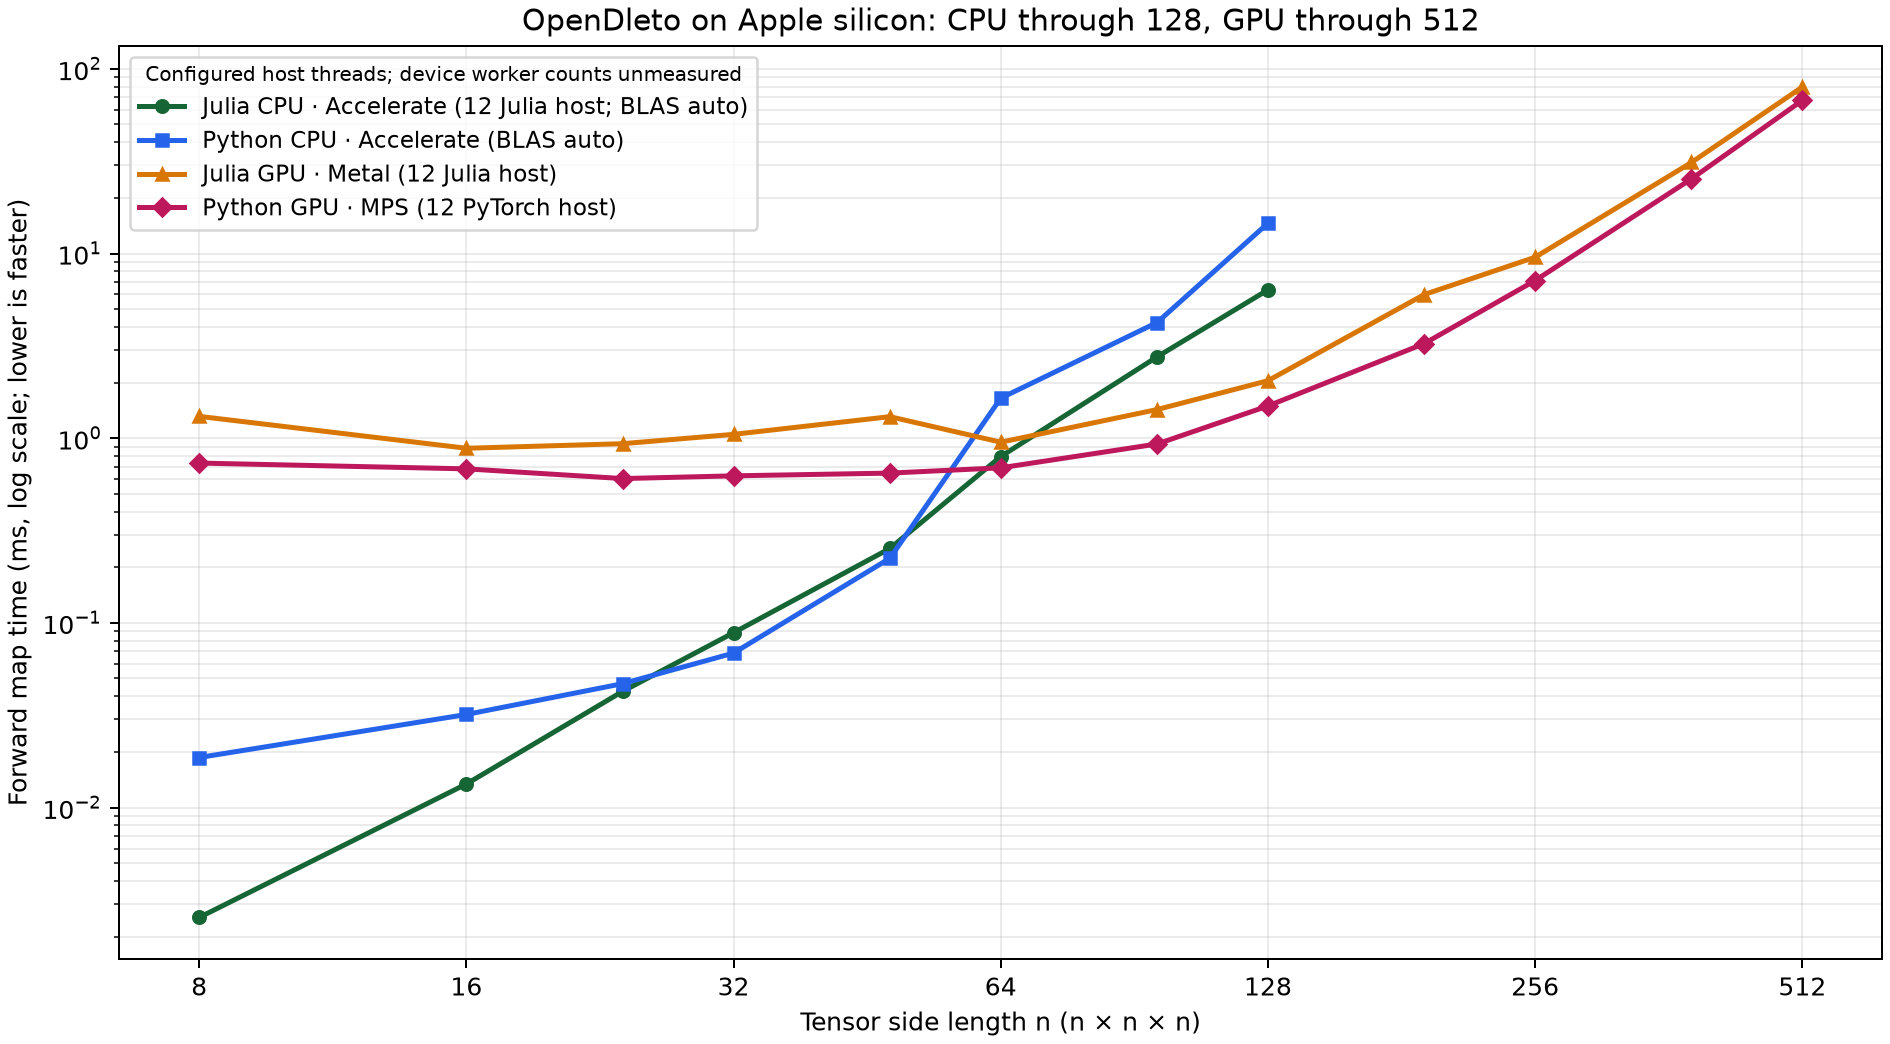 OpenDleto on Apple silicon: CPU through 128, GPU through 512
Configured host threads; device worker counts unmeasured
Julia CPU · Accelerate (12 Julia host; BLAS auto)
Python CPU · Accelerate (BLAS auto)
Julia GPU · Metal (12 Julia host)
Python GPU · MPS (12 PyTorch host)
Forward map time (ms, log scale; lower is faster)
10²
10¹
10⁰
10⁻¹
10⁻²
8 16 32 64 128 256 512
Tensor side length n (n × n × n)